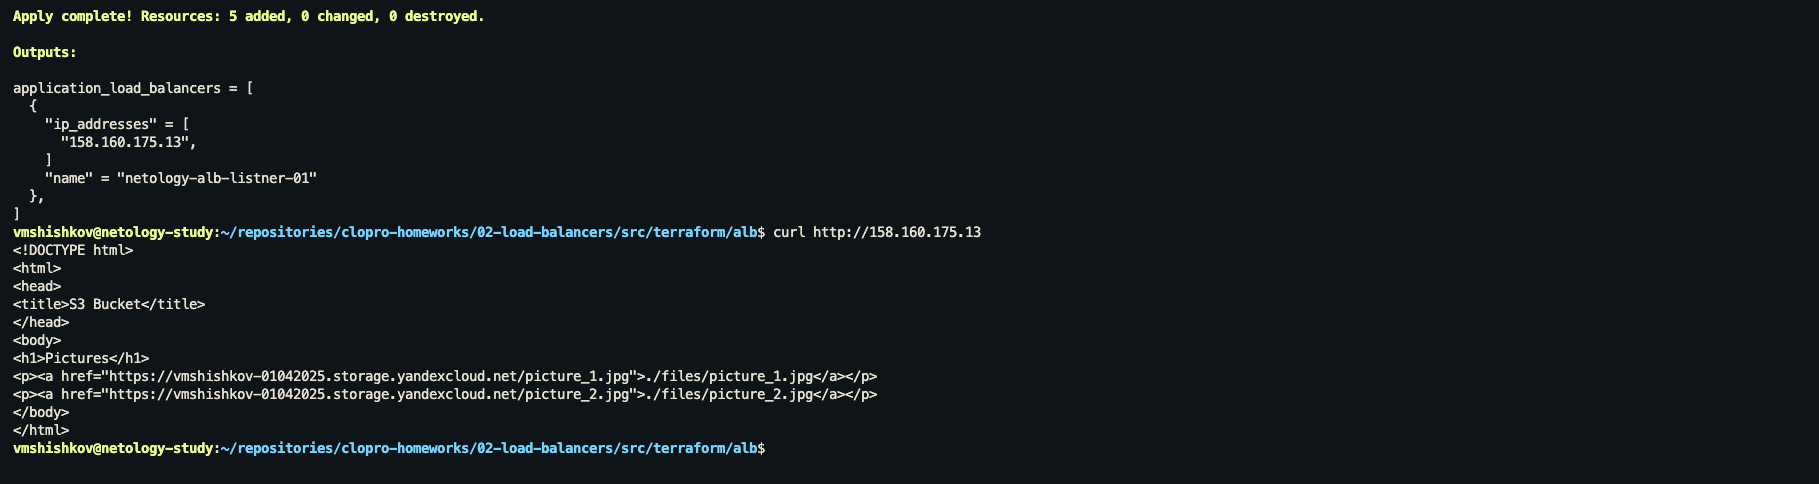 Apply complete! Resources: 5 added, 0 changed, 0 destroyed.
Outputs:
application_load_balancers = [
  {
    "ip_addresses" = [
      "158.160.175.13",
    ]
    "name" = "netology-alb-listner-01"
  },
]
vmshishkov@netology-study:~/repositories/clopro-homeworks/02-load-balancers/src/terraform/alb$ curl http://158.160.175.13
<!DOCTYPE html>
<html>
<head>
<title>S3 Bucket</title>
</head>
<body>
<h1>Pictures</h1>
<p><a href="https://vmshishkov-01042025.storage.yandexcloud.net/picture_1.jpg">./files/picture_1.jpg</a></p>
<p><a href="https://vmshishkov-01042025.storage.yandexcloud.net/picture_2.jpg">./files/picture_2.jpg</a></p>
</body>
</html>
vmshishkov@netology-study:~/repositories/clopro-homeworks/02-load-balancers/src/terraform/alb$